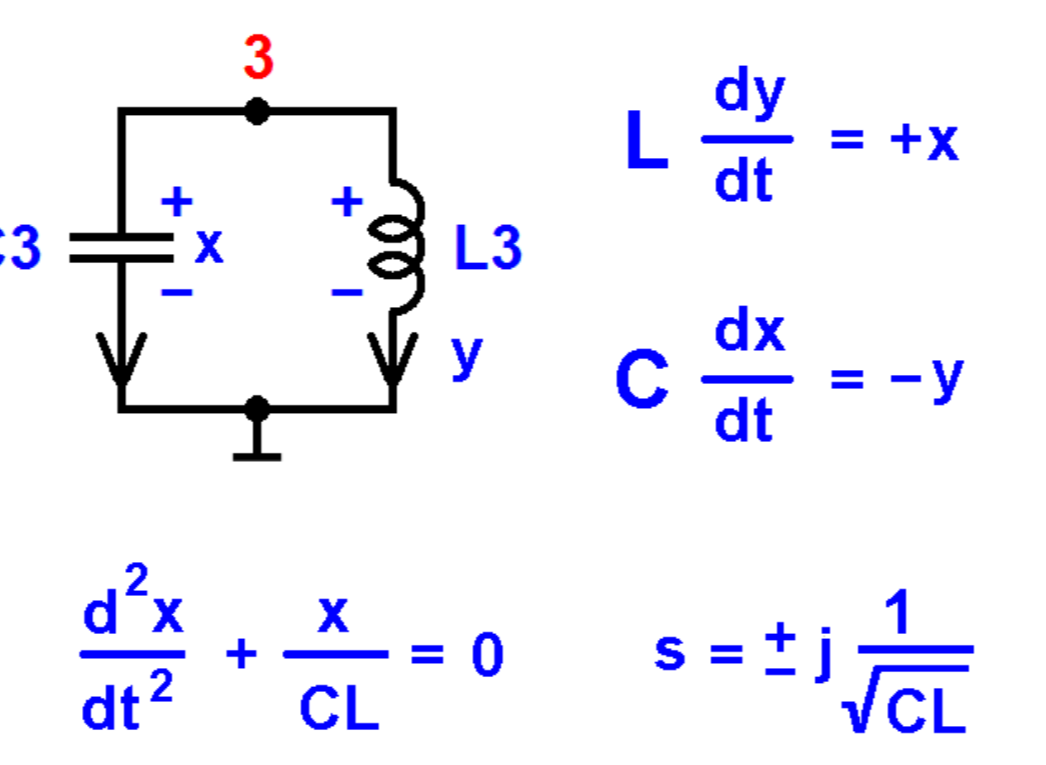 3
L dy/dt = +x
+ x − + −
C3 L3
y
C dx/dt = −y
d²x/dt² + x/CL = 0
s = ± j 1/√CL